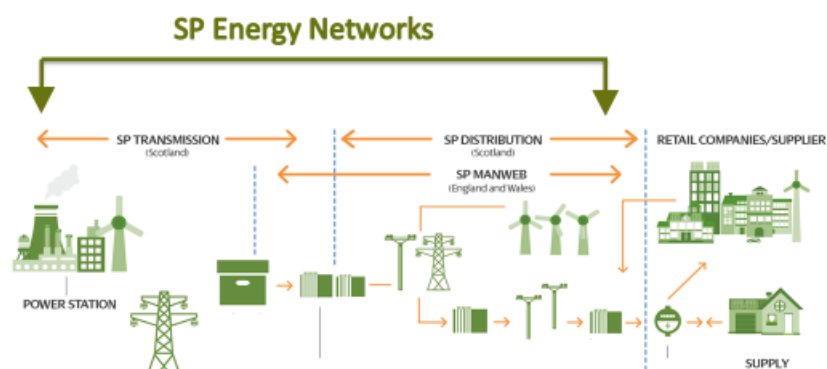 SP Energy Networks
SP TRANSMISSION
(Scotland)
SP DISTRIBUTION
(Scotland)
RETAIL COMPANIES/SUPPLIER
SP MANWEB
(England and Wales)
POWER STATION
SUPPLY